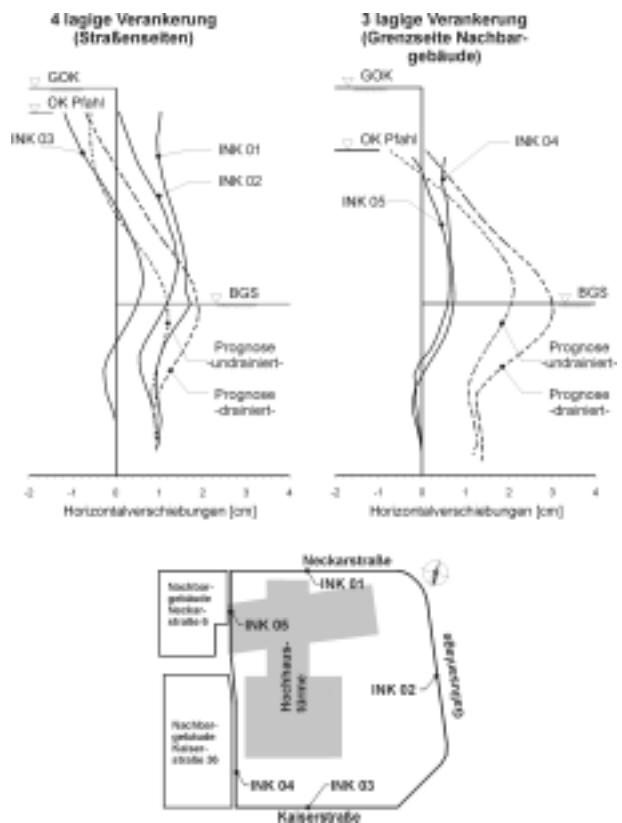 4 lagige Verankerung
(Straßenseiten)
GOK
OK Pfahl
INK 03
INK 01
INK 02
BGS
Prognose
-undrainiert-
Prognose
-drainiert-
-2 -1 0 1 2 3 4
Horizontalverschiebungen [cm]
3 lagige Verankerung
(Grenzseite Nachbar-
gebäude)
GOK
OK Pfahl
INK 04
INK 05
BGS
Prognose
-undrainiert-
Prognose
-drainiert-
-2 -1 0 1 2 3 4
Horizontalverschiebungen [cm]
Neckarstraße
INK 01
Nachbar-
gebäude
Neckar-
straße
INK 05
Hochhaus-
türme
INK 02
Gallusanlage
Nachbar-
gebäude
Kaiser-
straße
INK 04
INK 03
Kaiserstraße